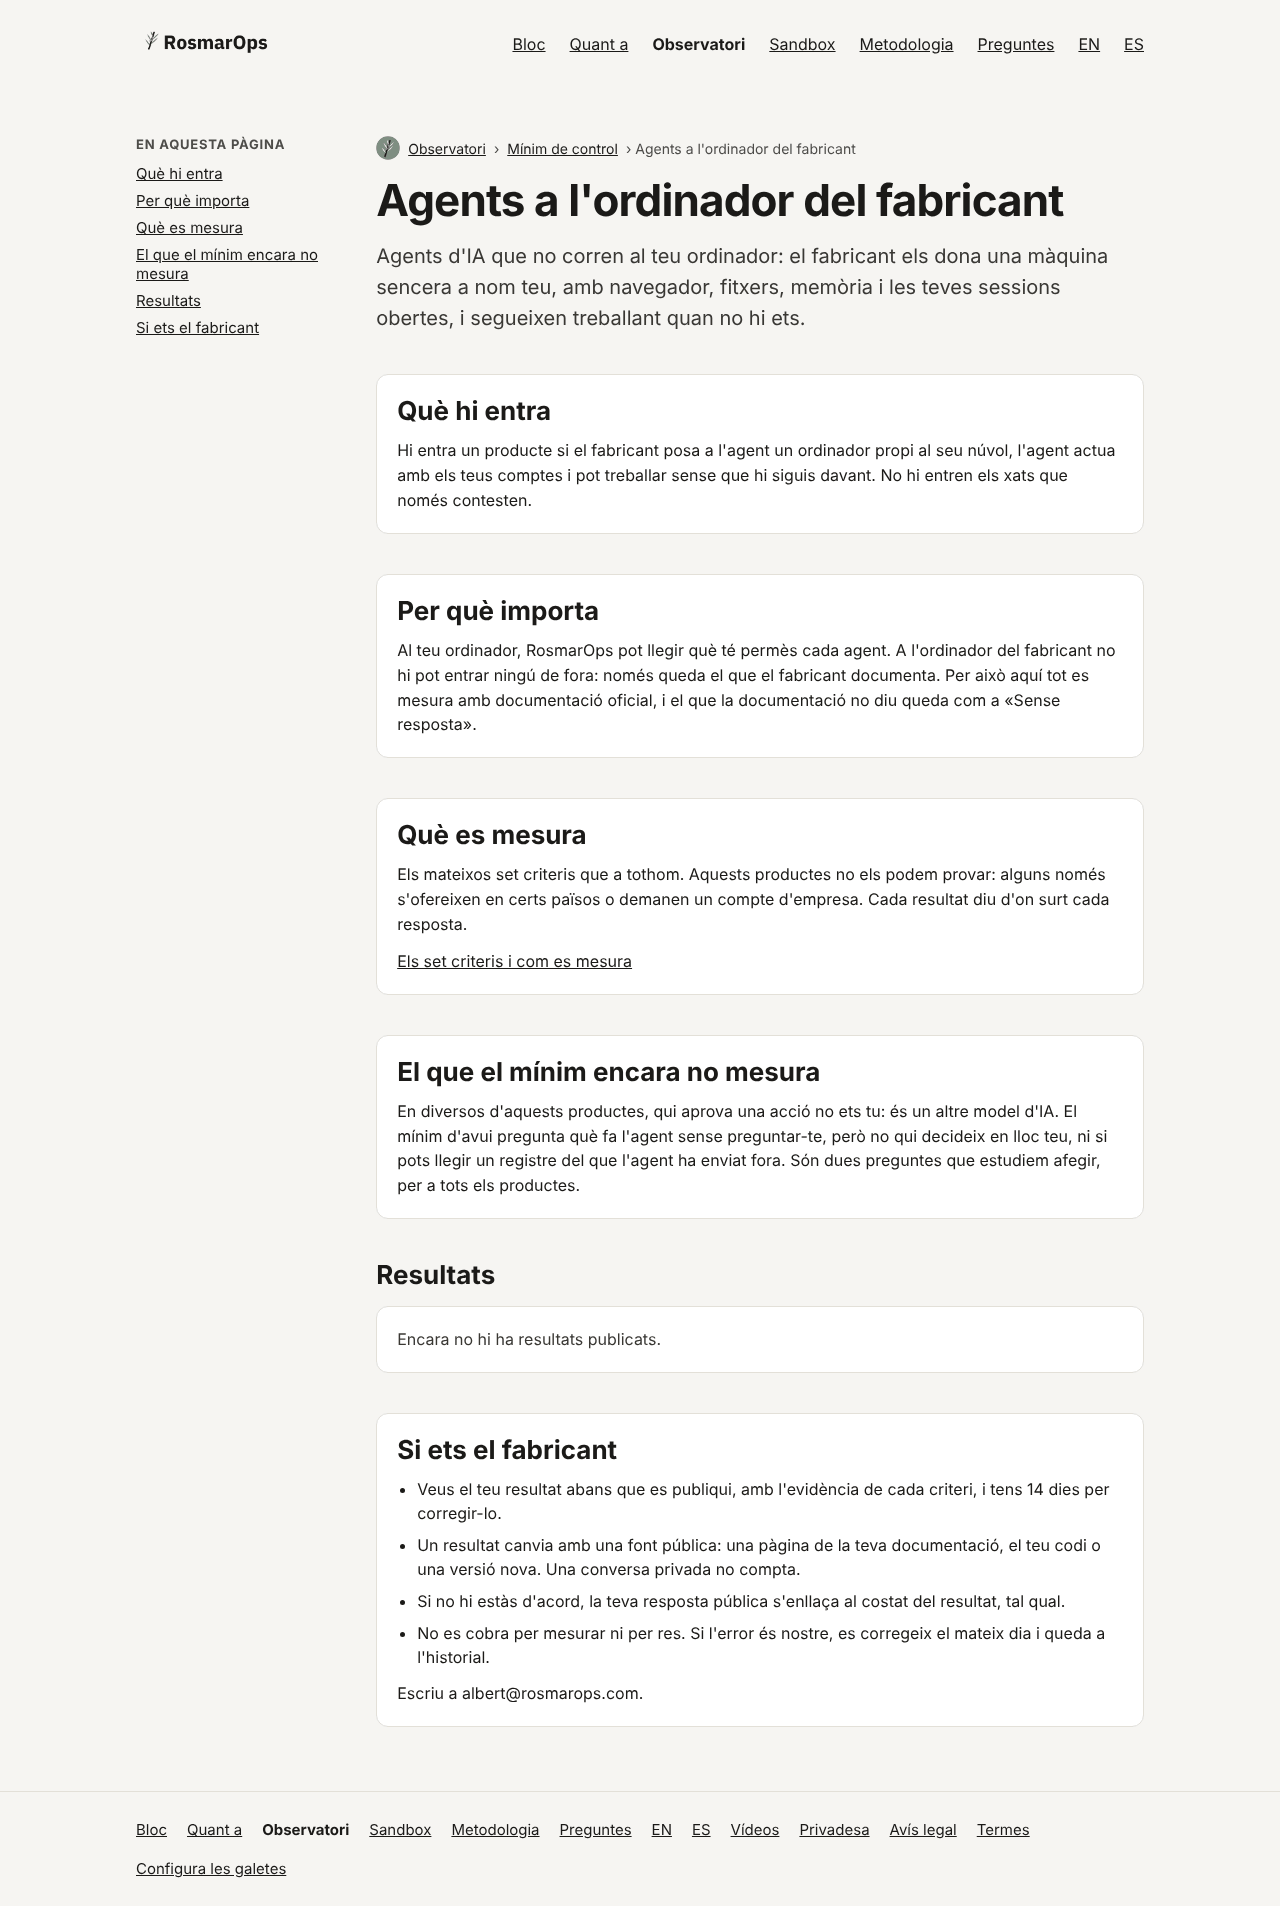 RosmarOps
Bloc Quant a Observatori Sandbox Metodologia Preguntes EN ES
EN AQUESTA PÀGINA
Què hi entra
Per què importa
Què es mesura
El que el mínim encara no
mesura
Resultats
Si ets el fabricant
Observatori › Mínim de control › Agents a l'ordinador del fabricant
Agents a l'ordinador del fabricant
Agents d'IA que no corren al teu ordinador: el fabricant els dona una màquina
sencera a nom teu, amb navegador, fitxers, memòria i les teves sessions
obertes, i segueixen treballant quan no hi ets.
Què hi entra
Hi entra un producte si el fabricant posa a l'agent un ordinador propi al seu núvol, l'agent actua
amb els teus comptes i pot treballar sense que hi siguis davant. No hi entren els xats que
només contesten.
Per què importa
Al teu ordinador, RosmarOps pot llegir què té permès cada agent. A l'ordinador del fabricant no
hi pot entrar ningú de fora: només queda el que el fabricant documenta. Per això aquí tot es
mesura amb documentació oficial, i el que la documentació no diu queda com a «Sense
resposta».
Què es mesura
Els mateixos set criteris que a tothom. Aquests productes no els podem provar: alguns només
s'ofereixen en certs països o demanen un compte d'empresa. Cada resultat diu d'on surt cada
resposta.
Els set criteris i com es mesura
El que el mínim encara no mesura
En diversos d'aquests productes, qui aprova una acció no ets tu: és un altre model d'IA. El
mínim d'avui pregunta què fa l'agent sense preguntar-te, però no qui decideix en lloc teu, ni si
pots llegir un registre del que l'agent ha enviat fora. Són dues preguntes que estudiem afegir,
per a tots els productes.
Resultats
Encara no hi ha resultats publicats.
Si ets el fabricant
• Veus el teu resultat abans que es publiqui, amb l'evidència de cada criteri, i tens 14 dies per
corregir-lo.
• Un resultat canvia amb una font pública: una pàgina de la teva documentació, el teu codi o
una versió nova. Una conversa privada no compta.
• Si no hi estàs d'acord, la teva resposta pública s'enllaça al costat del resultat, tal qual.
• No es cobra per mesurar ni per res. Si l'error és nostre, es corregeix el mateix dia i queda a
l'historial.
Escriu a albert@rosmarops.com.
Bloc Quant a Observatori Sandbox Metodologia Preguntes EN ES Vídeos Privadesa Avís legal Termes
Configura les galetes